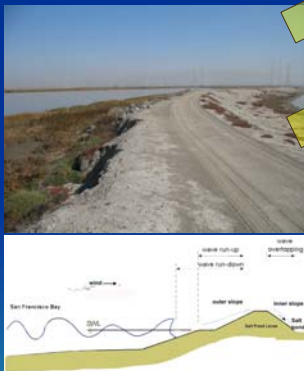 wave
overtopping
wave run-up
wave run-down
wind
outer slope
inner slope
San Francisco Bay
SWL
Salt
pond
Salt Pond Levee